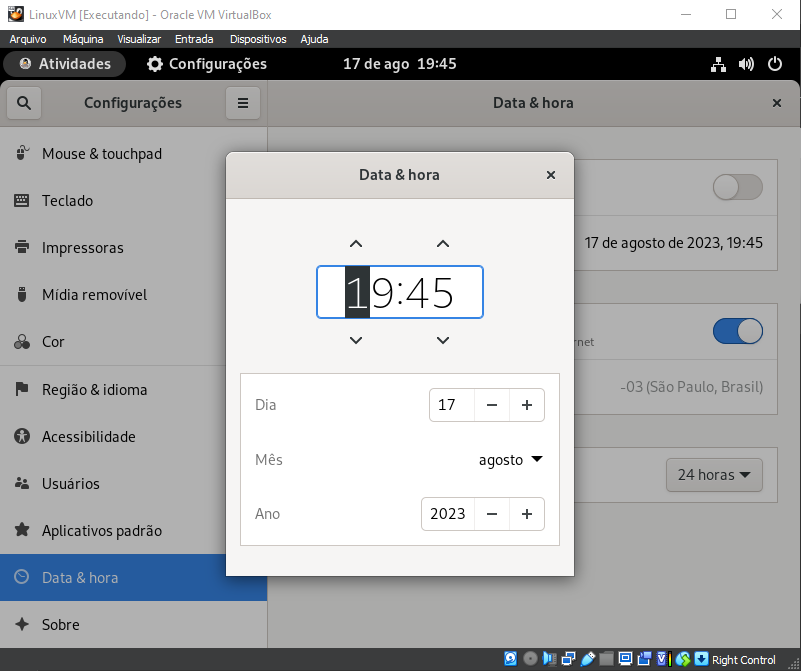 LinuxVM [Executando] - Oracle VM VirtualBox
Arquivo Máquina Visualizar Entrada Dispositivos Ajuda
Atividades Configurações 17 de ago 19:45
Configurações Data & hora
Mouse & touchpad
Teclado
Impressoras
Mídia removível
Cor
Região & idioma
Acessibilidade
Usuários
Aplicativos padrão
Data & hora
Sobre
Data & hora
19:45
Dia 17 − +
Mês agosto
Ano 2023 − +
17 de agosto de 2023, 19:45
rnet
-03 (São Paulo, Brasil)
24 horas
Right Control